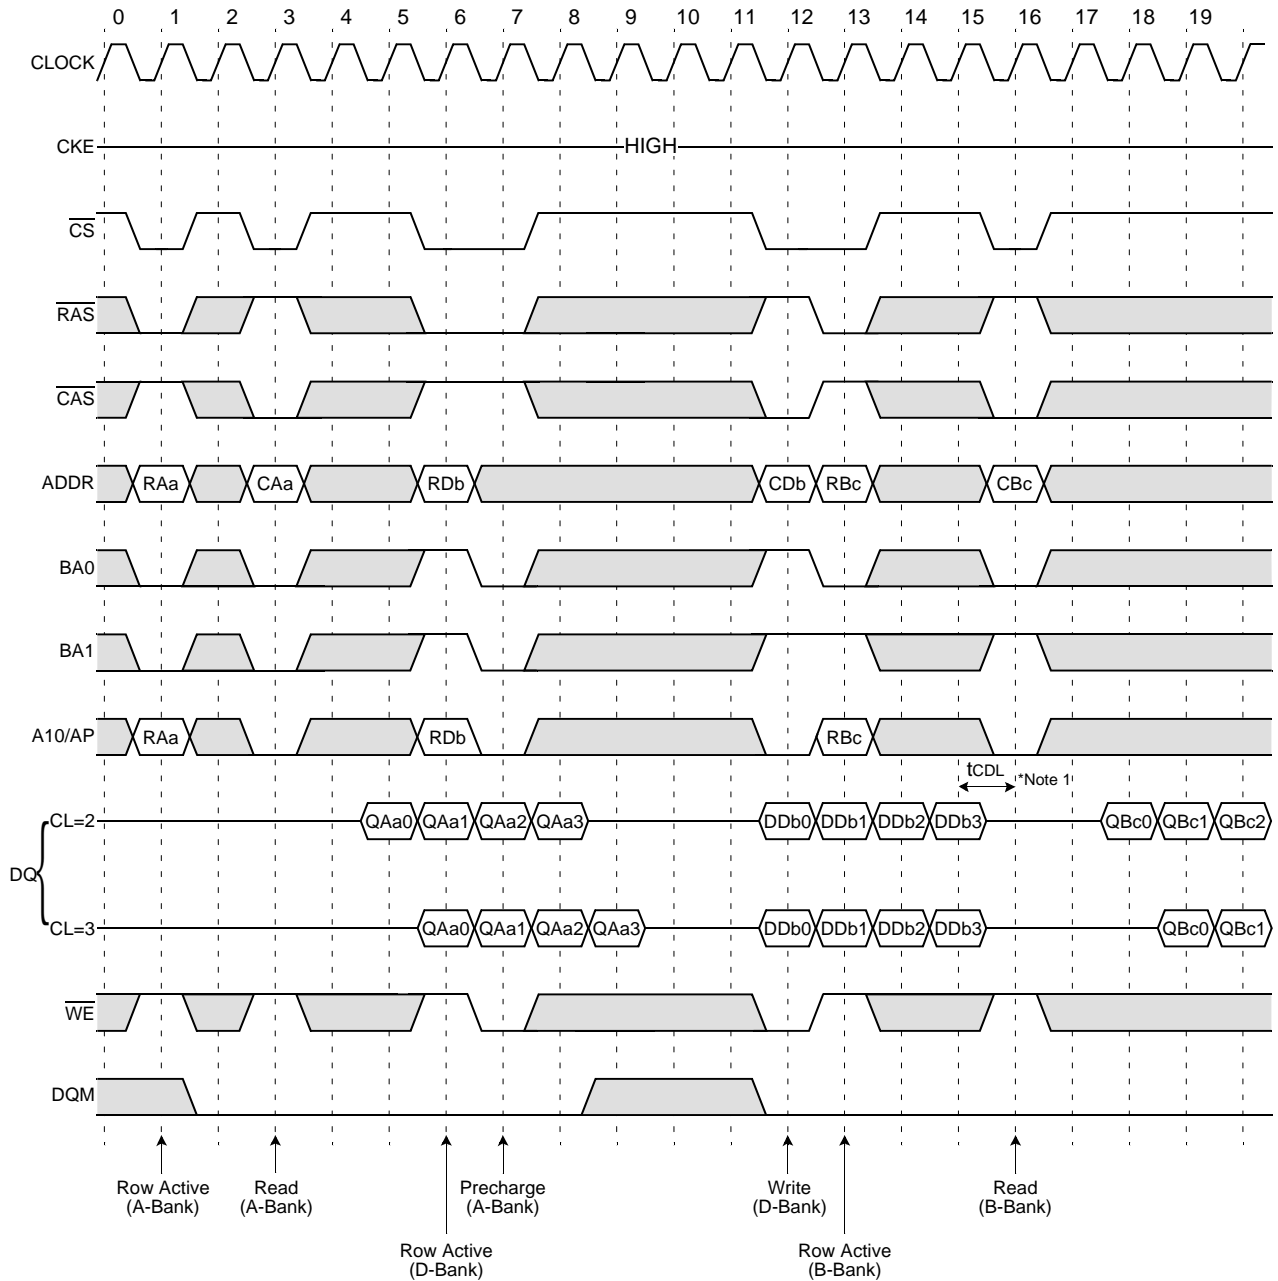 0 1 2 3 4 5 6 7 8 9 10 11 12 13 14 15 16 17 18 19
CLOCK
CKE HIGH
CS
RAS
CAS
ADDR RAa CAa RDb CDb RBc CBc
BA0
BA1
A10/AP RAa RDb RBc
tCDL *Note 1
CL=2 QAa0 QAa1 QAa2 QAa3 DDb0 DDb1 DDb2 DDb3 QBc0 QBc1 QBc2
DQ
CL=3 QAa0 QAa1 QAa2 QAa3 DDb0 DDb1 DDb2 DDb3 QBc0 QBc1
WE
DQM
Row Active Read Precharge Write Read
(A-Bank) (A-Bank) (A-Bank) (D-Bank) (B-Bank)
Row Active Row Active
(D-Bank) (B-Bank)